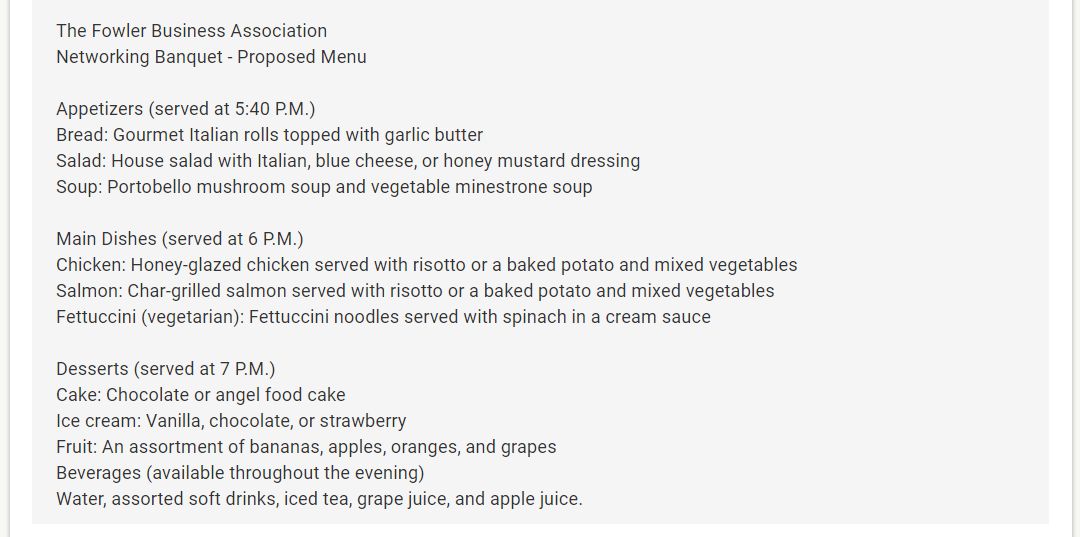 The Fowler Business Association
Networking Banquet - Proposed Menu
Appetizers (served at 5:40 P.M.)
Bread: Gourmet Italian rolls topped with garlic butter
Salad: House salad with Italian, blue cheese, or honey mustard dressing
Soup: Portobello mushroom soup and vegetable minestrone soup
Main Dishes (served at 6 P.M.)
Chicken: Honey-glazed chicken served with risotto or a baked potato and mixed vegetables
Salmon: Char-grilled salmon served with risotto or a baked potato and mixed vegetables
Fettuccini (vegetarian): Fettuccini noodles served with spinach in a cream sauce
Desserts (served at 7 P.M.)
Cake: Chocolate or angel food cake
Ice cream: Vanilla, chocolate, or strawberry
Fruit: An assortment of bananas, apples, oranges, and grapes
Beverages (available throughout the evening)
Water, assorted soft drinks, iced tea, grape juice, and apple juice.